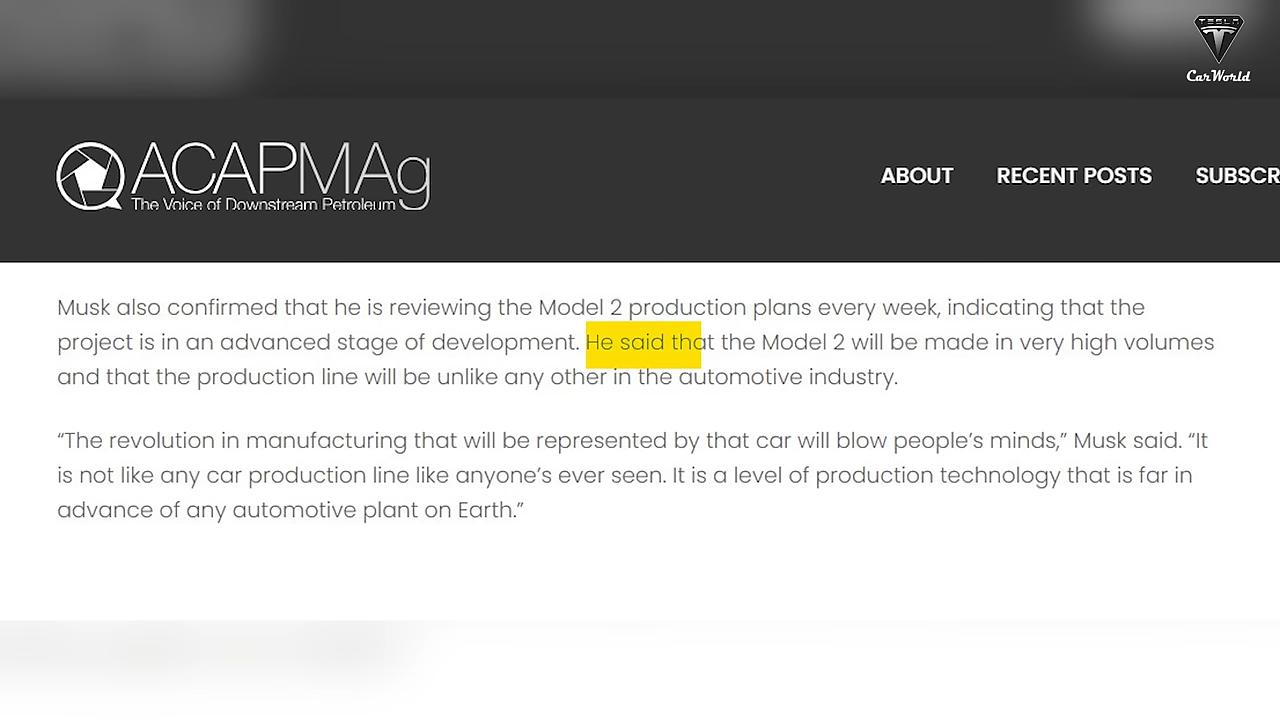 TESLA
CarWorld
ACAPMAg
The Voice of Downstream Petroleum
ABOUT RECENT POSTS SUBSCR
Musk also confirmed that he is reviewing the Model 2 production plans every week, indicating that the
project is in an advanced stage of development. He said that the Model 2 will be made in very high volumes
and that the production line will be unlike any other in the automotive industry.
“The revolution in manufacturing that will be represented by that car will blow people’s minds,” Musk said. “It
is not like any car production line like anyone’s ever seen. It is a level of production technology that is far in
advance of any automotive plant on Earth.”